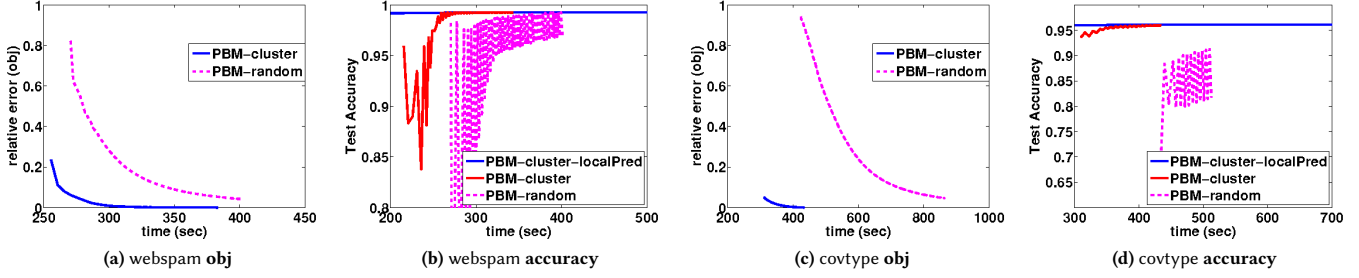 1
0.8
0.6
0.4
0.2
0
relative error (obj)
250 300 350 400 450
time (sec)
PBM-cluster
PBM-random
(a) webspam obj
1
0.95
0.9
0.85
0.8
Test Accuracy
200 300 400 500
time (sec)
PBM-cluster-localPred
PBM-cluster
PBM-random
(b) webspam accuracy
1
0.8
0.6
0.4
0.2
0
relative error (obj)
200 400 600 800 1000
time (sec)
PBM-cluster
PBM-random
(c) covtype obj
0.95
0.9
0.85
0.8
0.75
0.7
0.65
Test Accuracy
300 400 500 600 700
time (sec)
PBM-cluster-localPred
PBM-cluster
PBM-random
(d) covtype accuracy